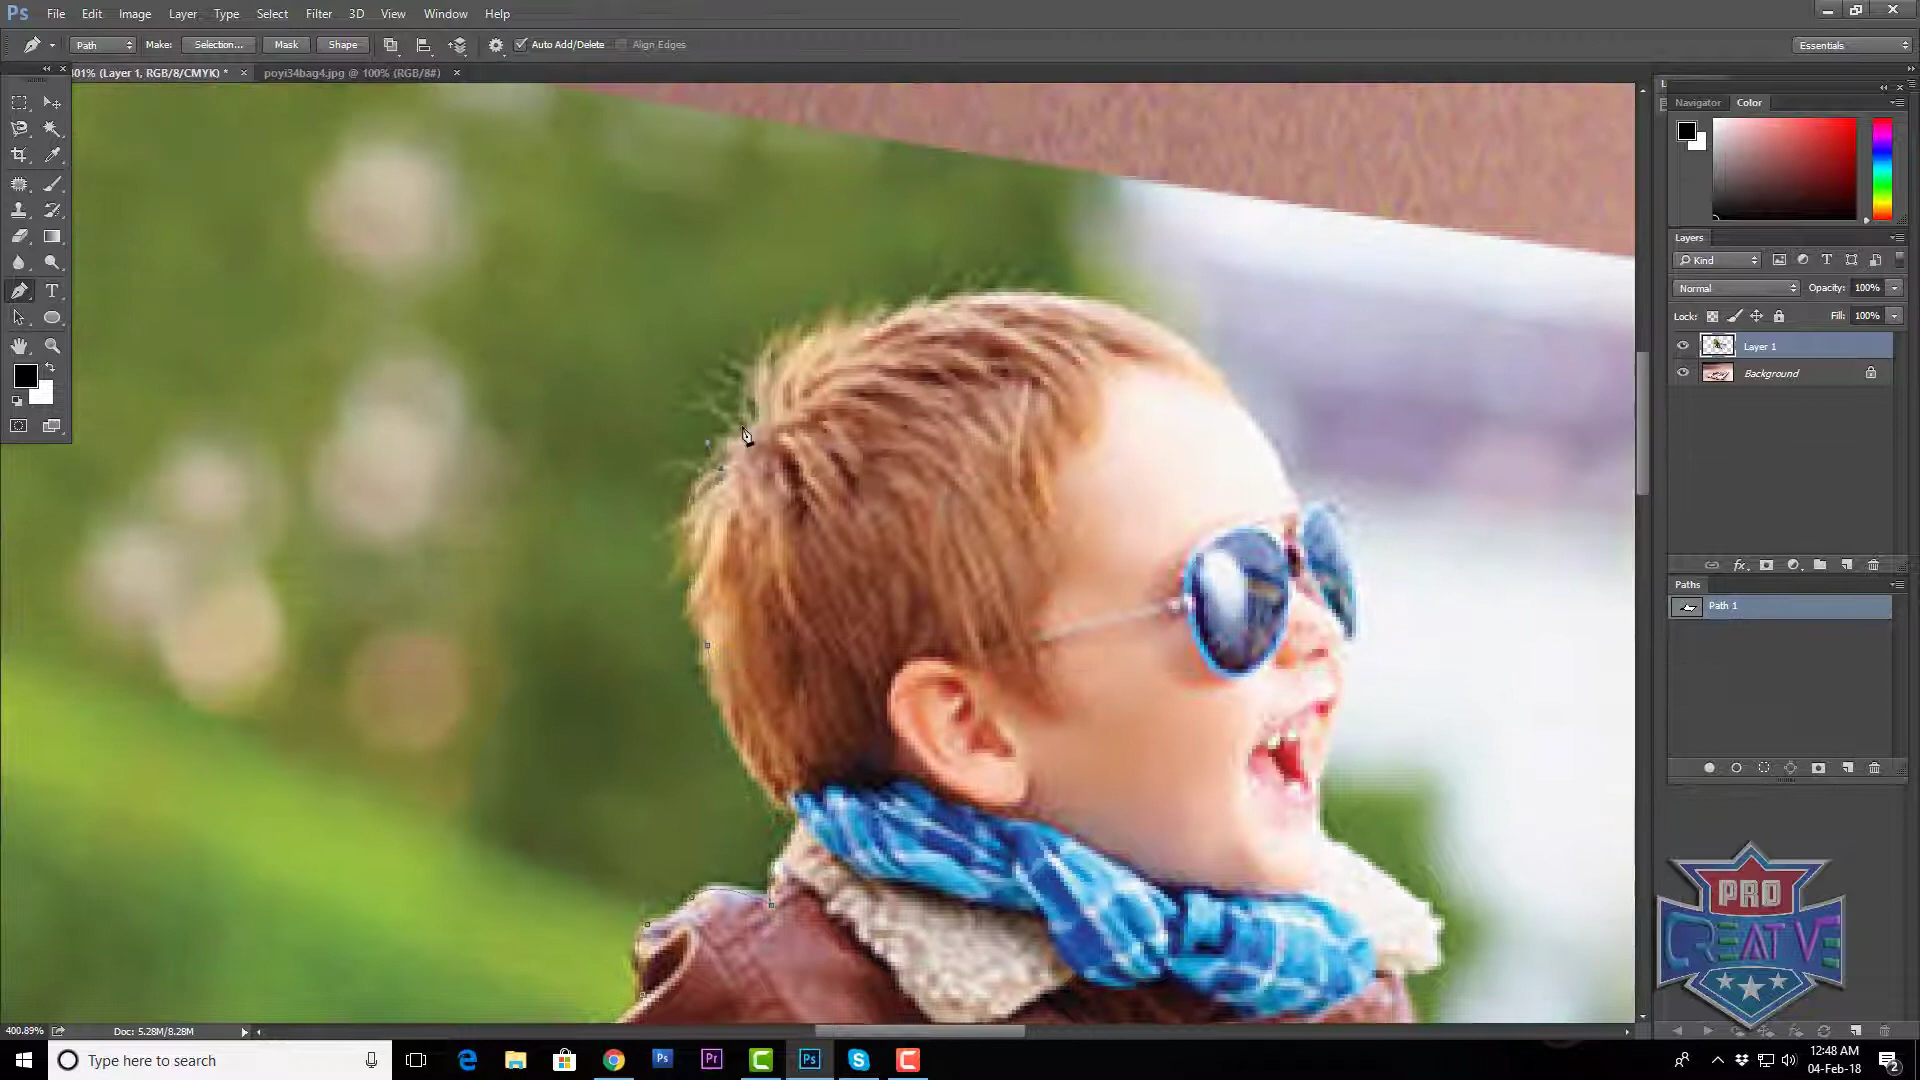 Ps File Edit Image Layer Type Select Filter 3D View Window Help
Path Make: Selection... Mask Shape Auto Add/Delete Align Edges Essentials
401% (Layer 1, RGB/8/CMYK) * × poyi34bag4.jpg @ 100% (RGB/8#) ×
Navigator Color
Layers
Kind
Normal Opacity: 100%
Lock: Fill: 100%
Layer 1
Background
Paths
Path 1
PRO
CREATIVE
400.89% Doc: 5.28M/8.28M
Type here to search
12:48 AM
04-Feb-18
2